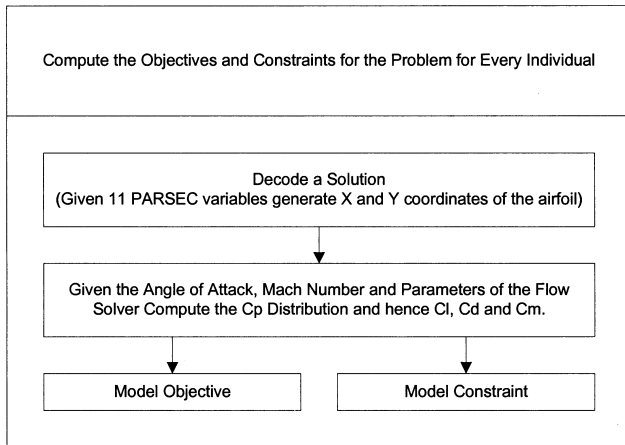 Compute the Objectives and Constraints for the Problem for Every Individual
Decode a Solution
(Given 11 PARSEC variables generate X and Y coordinates of the airfoil)
Given the Angle of Attack, Mach Number and Parameters of the Flow
Solver Compute the Cp Distribution and hence Cl, Cd and Cm.
Model Objective
Model Constraint